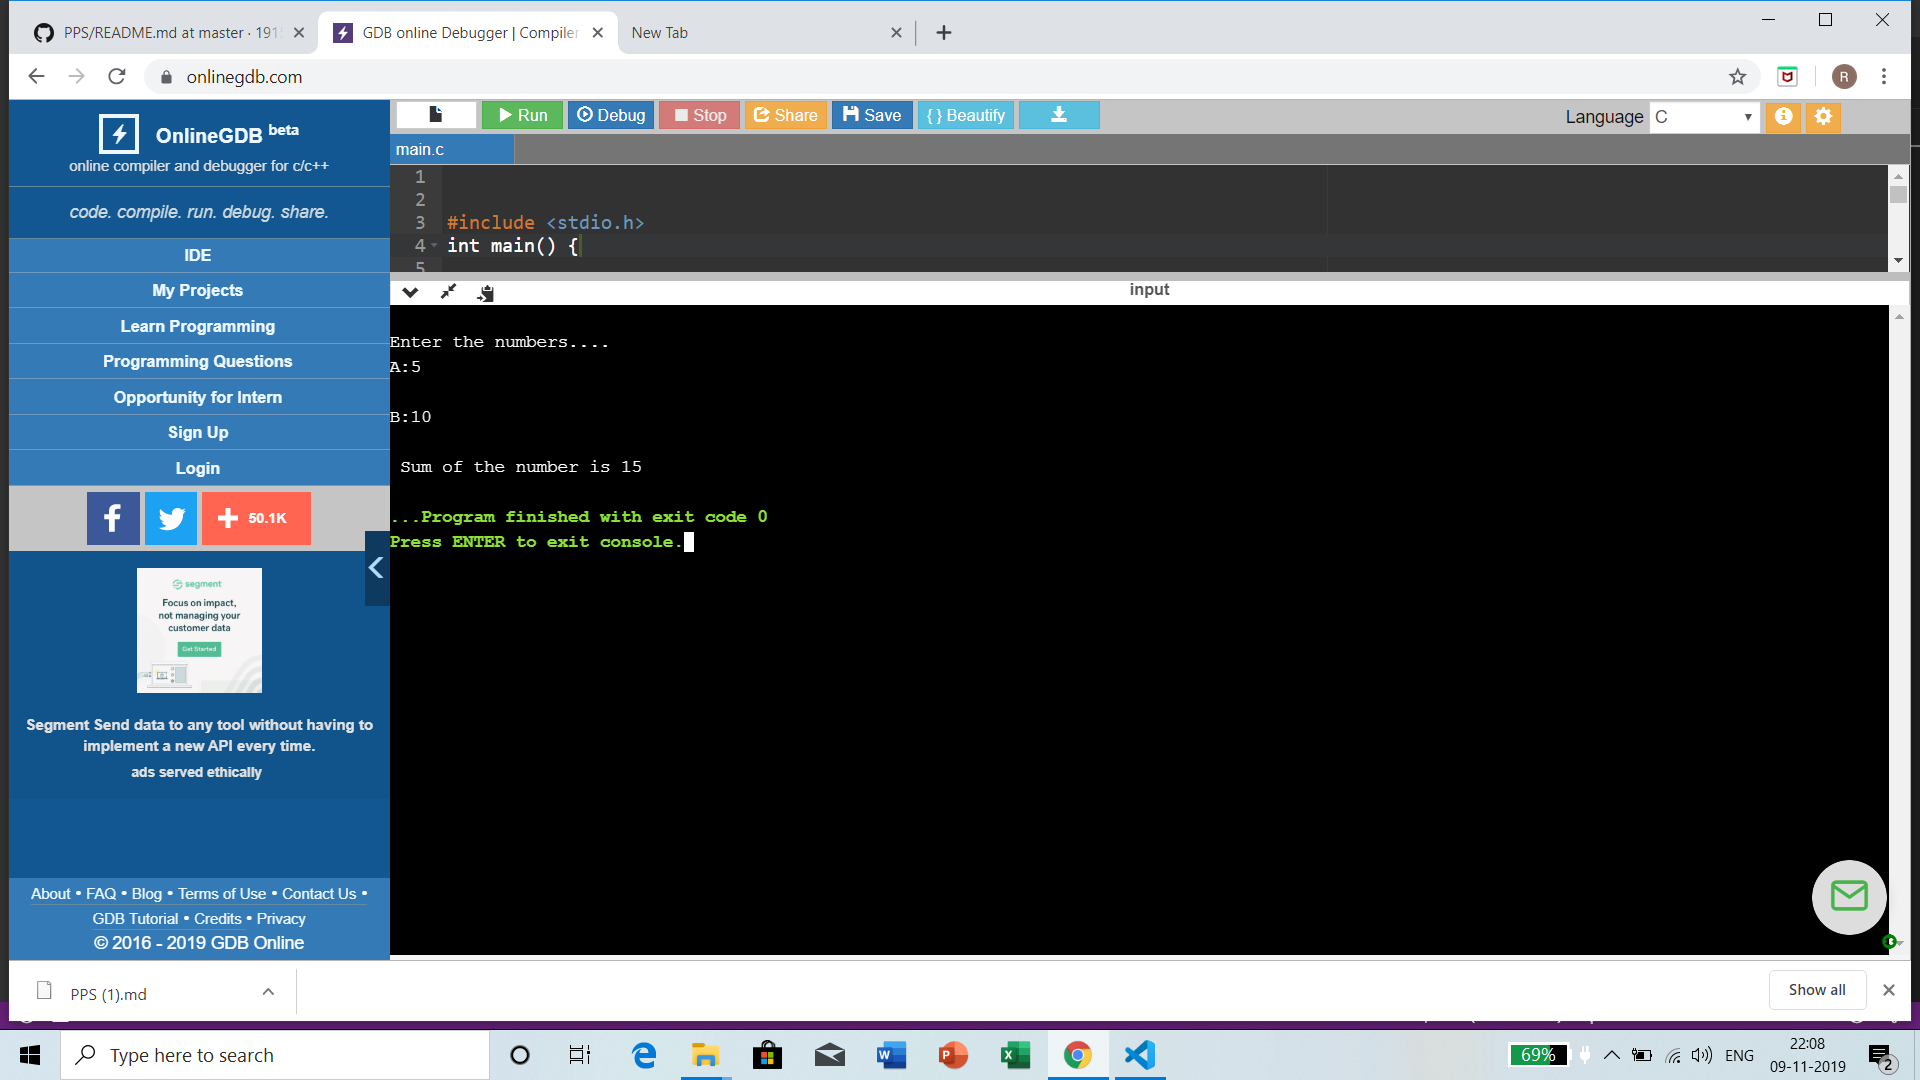 PPS/README.md at master · 191
GDB online Debugger | Compiler
New Tab
onlinegdb.com
R
OnlineGDB beta
online compiler and debugger for c/c++
code. compile. run. debug. share.
IDE
My Projects
Learn Programming
Programming Questions
Opportunity for Intern
Sign Up
Login
50.1K
segment
Focus on impact,
not managing your
customer data
Get Started
Segment Send data to any tool without having to
implement a new API every time.
ads served ethically
About • FAQ • Blog • Terms of Use • Contact Us •
GDB Tutorial • Credits • Privacy
© 2016 - 2019 GDB Online
Run Debug Stop Share Save { } Beautify
Language C
main.c
1
2
3 #include <stdio.h>
4 int main() {
5
input
Enter the numbers....
A:5
B:10
Sum of the number is 15
...Program finished with exit code 0
Press ENTER to exit console.
PPS (1).md
Show all
Type here to search
69%
ENG
22:08
09-11-2019
2